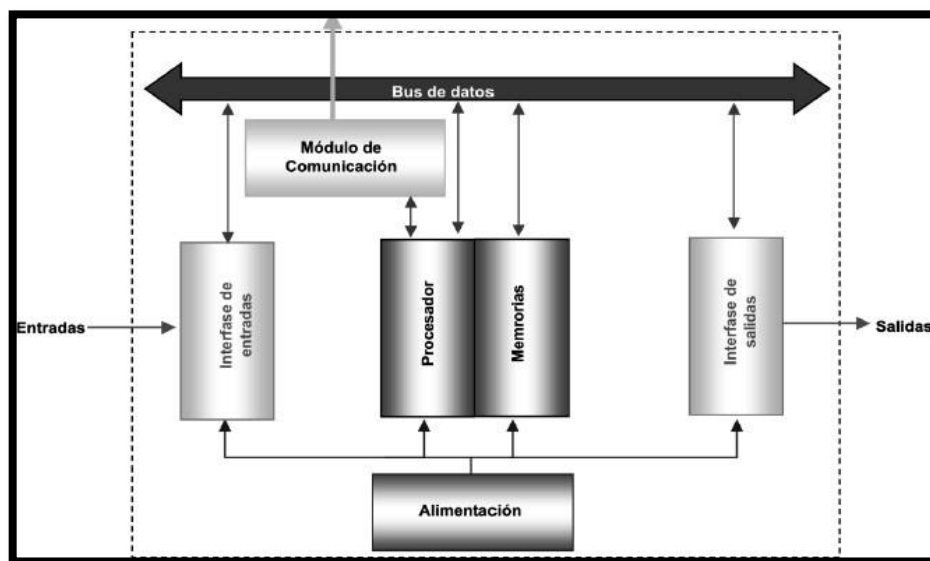 Bus de datos
Módulo de
Comunicación
Entradas
Interfase de
entradas
Procesador
Memrorias
Interfase de
salidas
Salidas
Alimentación